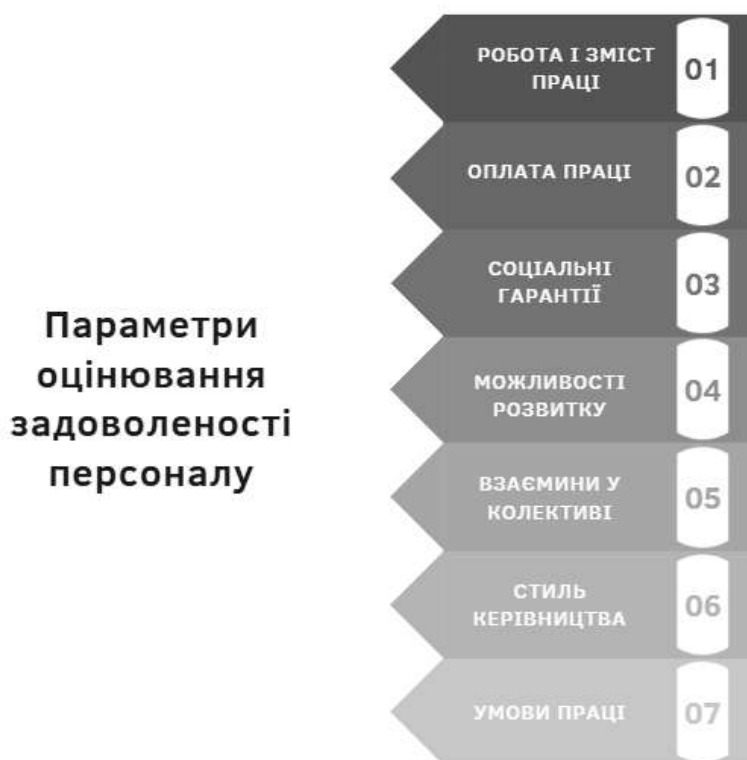 Параметри
оцінювання
задоволеності
персоналу
РОБОТА І ЗМІСТ
ПРАЦІ
01
ОПЛАТА ПРАЦІ
02
СОЦІАЛЬНІ
ГАРАНТІЇ
03
МОЖЛИВОСТІ
РОЗВИТКУ
04
ВЗАЄМИНИ У
КОЛЕКТИВІ
05
СТИЛЬ
КЕРІВНИЦТВА
06
УМОВИ ПРАЦІ
07